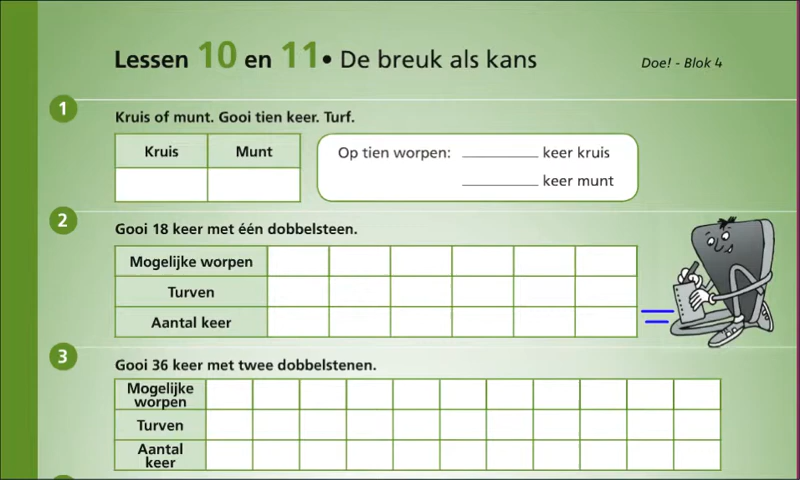 Lessen 10 en 11 • De breuk als kans
Doe! - Blok 4
1
Kruis of munt. Gooi tien keer. Turf.
Kruis Munt
Op tien worpen: ________ keer kruis
________ keer munt
2
Gooi 18 keer met één dobbelsteen.
Mogelijke worpen
Turven
Aantal keer
3
Gooi 36 keer met twee dobbelstenen.
Mogelijke
worpen
Turven
Aantal
keer